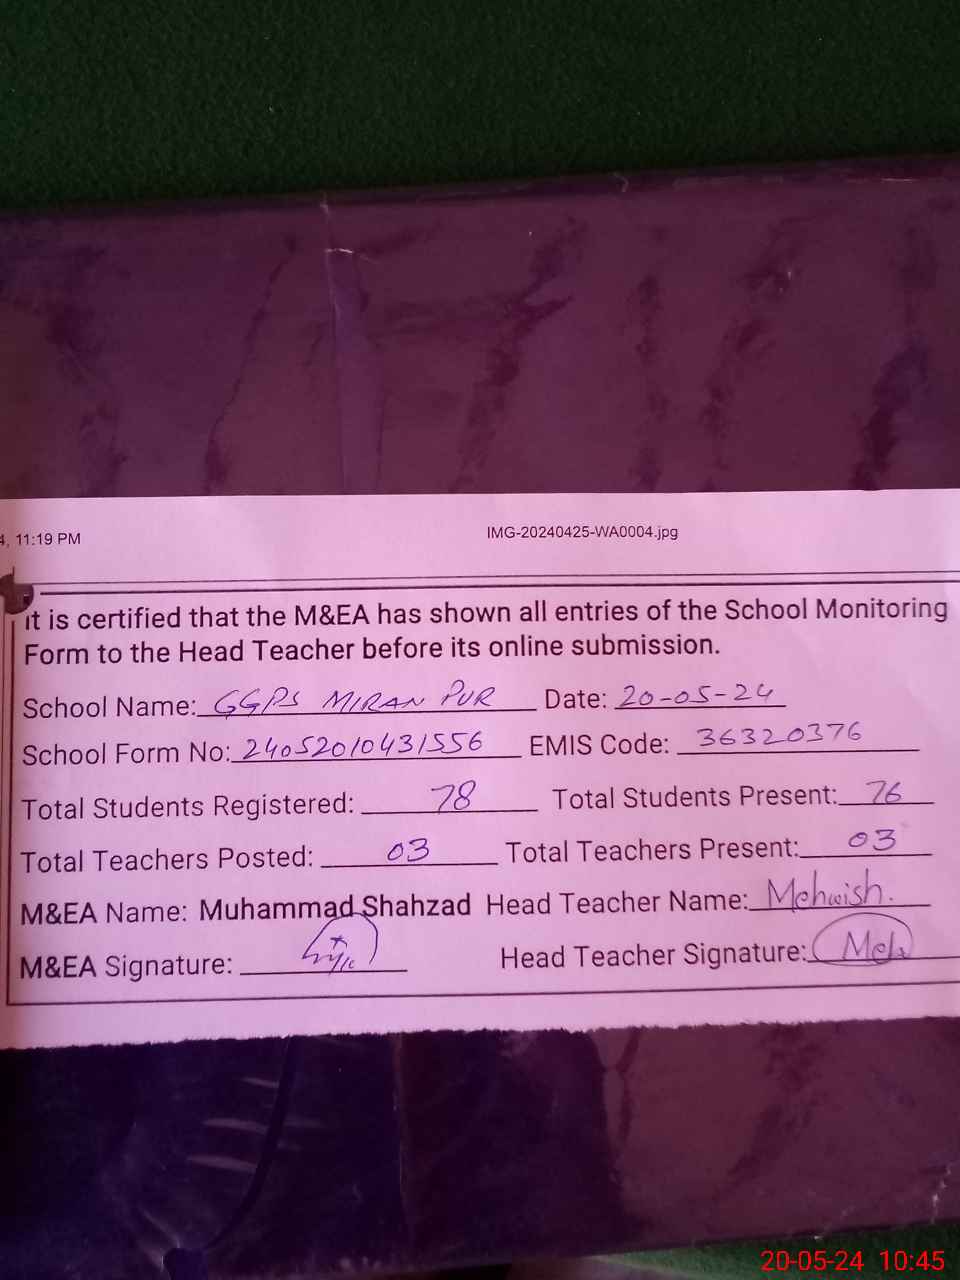 4, 11:19 PM IMG-20240425-WA0004.jpg
it is certified that the M&EA has shown all entries of the School Monitoring
Form to the Head Teacher before its online submission.
School Name: GGPS MIRAN PUR Date: 20-05-24
School Form No: 24052010431556 EMIS Code: 36320376
Total Students Registered: 78 Total Students Present: 76
Total Teachers Posted: 03 Total Teachers Present: 03
M&EA Name: Muhammad Shahzad Head Teacher Name: Mehwish.
M&EA Signature: Head Teacher Signature: Meh
20-05-24 10:45